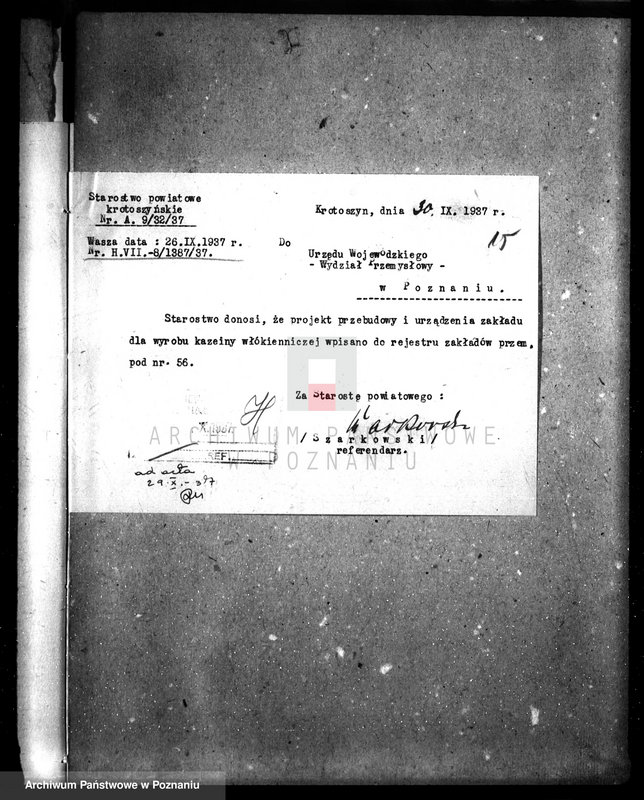 Starostwo powiatowe
krotoszyńskie
Nr. A. 9/32/37
Krotoszyn, dnia 30. IX. 1937 r.
15
Wasza data : 26.IX.1937 r.
Nr. H.VII.-8/1387/37.
Do
Urzędu Wojewódzkiego
- Wydział Przemysłowy -
w Poznaniu.
Starostwo donosi, że projekt przebudowy i urządzenia zakładu
dla wyrobu kazeiny włókienniczej wpisano do rejestru zakładów przem.
pod nr. 56.
Za Starostę powiatowego :
/ Szarkowski /
referendarz.
ad acta
29.X.-37
ARCHIWUM PAŃSTWOWE
W POZNANIU
Archiwum Państwowe w Poznaniu